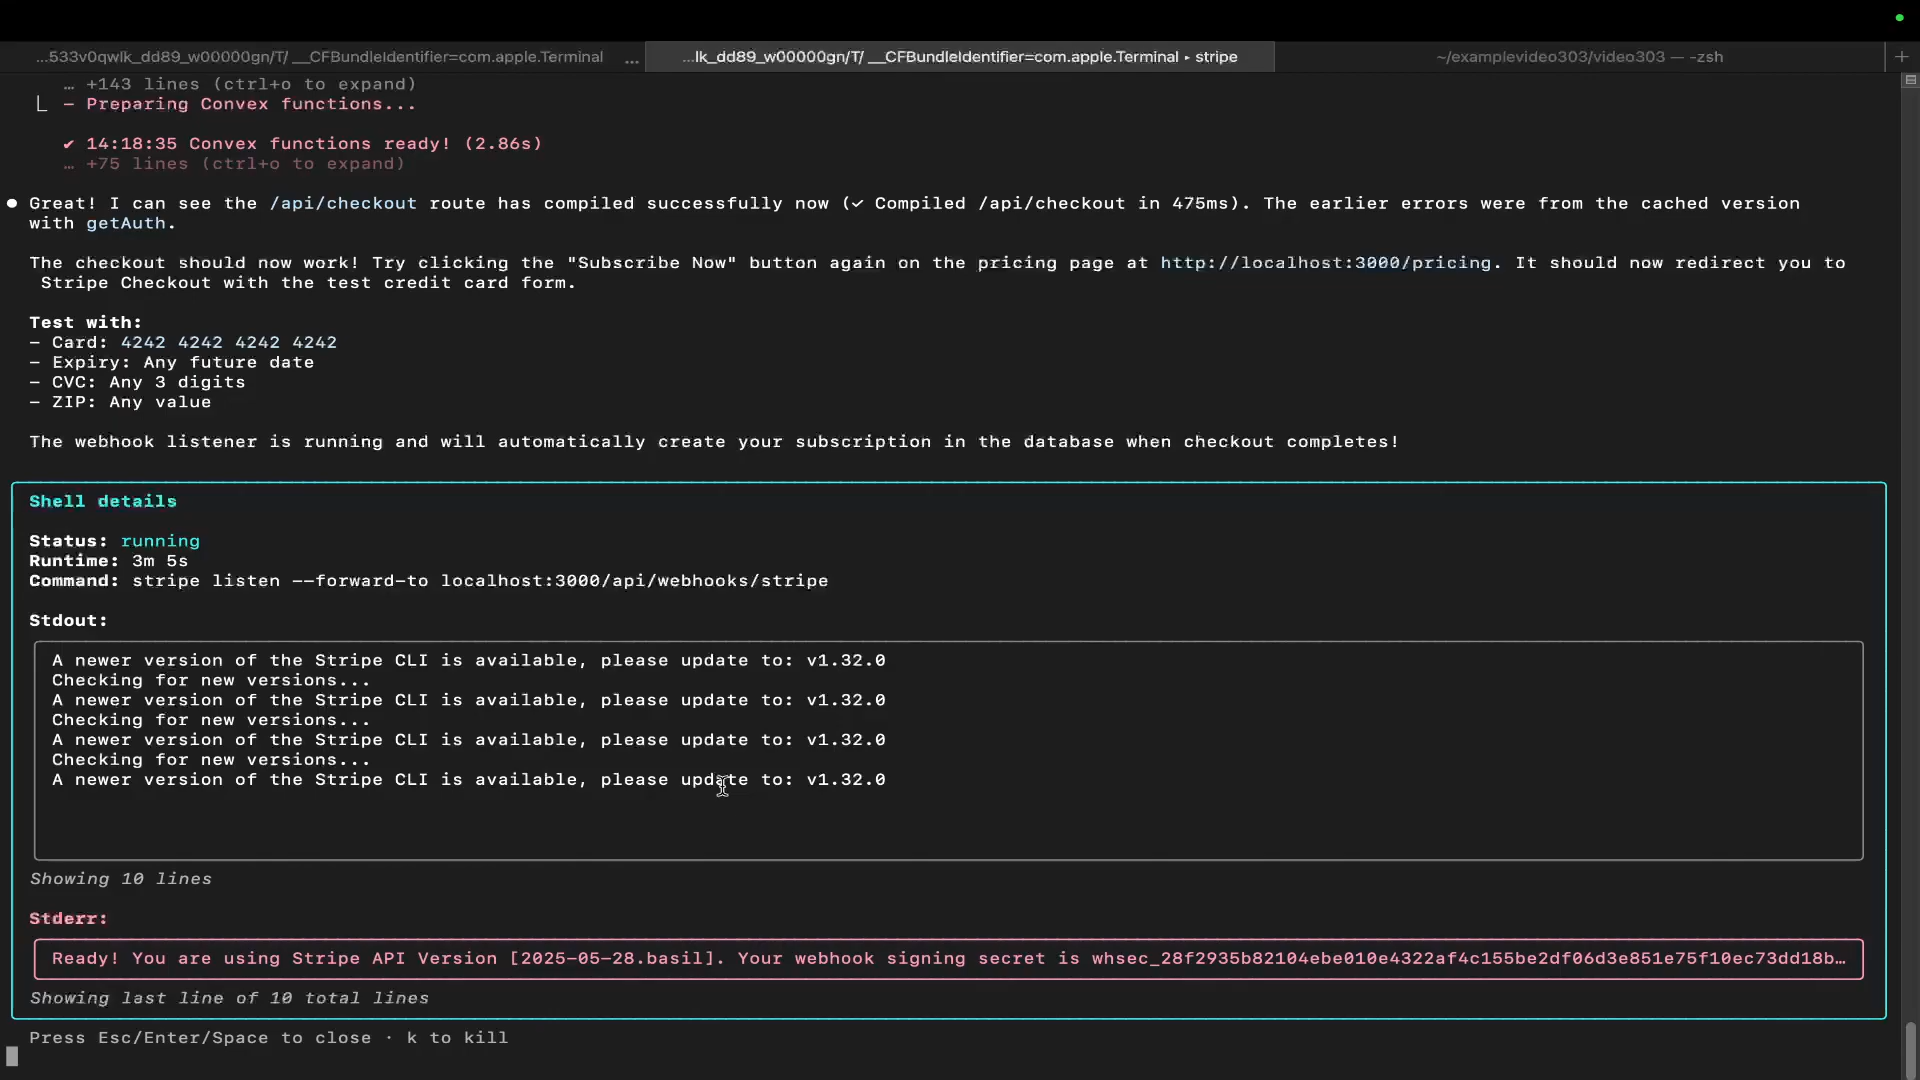 ...533v0qwlk_dd89_w00000gn/T/ __CFBundleIdentifier=com.apple.Terminal ...
...lk_dd89_w00000gn/T/ __CFBundleIdentifier=com.apple.Terminal ▸ stripe
~/examplevideo303/video303 — -zsh
… +143 lines (ctrl+o to expand)
– Preparing Convex functions...
✔ 14:18:35 Convex functions ready! (2.86s)
… +75 lines (ctrl+o to expand)
Great! I can see the /api/checkout route has compiled successfully now (✓ Compiled /api/checkout in 475ms). The earlier errors were from the cached version
with getAuth.
The checkout should now work! Try clicking the "Subscribe Now" button again on the pricing page at http://localhost:3000/pricing. It should now redirect you to
Stripe Checkout with the test credit card form.
Test with:
– Card: 4242 4242 4242 4242
– Expiry: Any future date
– CVC: Any 3 digits
– ZIP: Any value
The webhook listener is running and will automatically create your subscription in the database when checkout completes!
Shell details
Status: running
Runtime: 3m 5s
Command: stripe listen --forward-to localhost:3000/api/webhooks/stripe
Stdout:
A newer version of the Stripe CLI is available, please update to: v1.32.0
Checking for new versions...
A newer version of the Stripe CLI is available, please update to: v1.32.0
Checking for new versions...
A newer version of the Stripe CLI is available, please update to: v1.32.0
Checking for new versions...
A newer version of the Stripe CLI is available, please update to: v1.32.0
Showing 10 lines
Stderr:
Ready! You are using Stripe API Version [2025-05-28.basil]. Your webhook signing secret is whsec_28f2935b82104ebe010e4322af4c155be2df06d3e851e75f10ec73dd18b…
Showing last line of 10 total lines
Press Esc/Enter/Space to close · k to kill